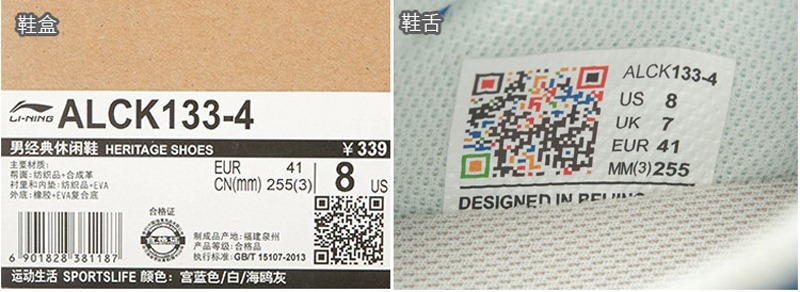 鞋盒
LI-NING ALCK133-4
男经典休闲鞋 HERITAGE SHOES ￥339
主要材质:
帮面: 纺织品+合成革
衬里和内垫: 纺织品+EVA
外底: 橡胶+EVA复合底
EUR 41
CN(mm) 255(3)
8 US
合格证
制成品产地: 福建泉州
产品等级: 合格品
执行标准: GB/T 15107-2013
6 901828 381187
运动生活 SPORTSLIFE 颜色: 宫蓝色/白/海鸥灰
鞋舌
ALCK133-4
US 8
UK 7
EUR 41
MM(3) 255
DESIGNED IN BEIJING